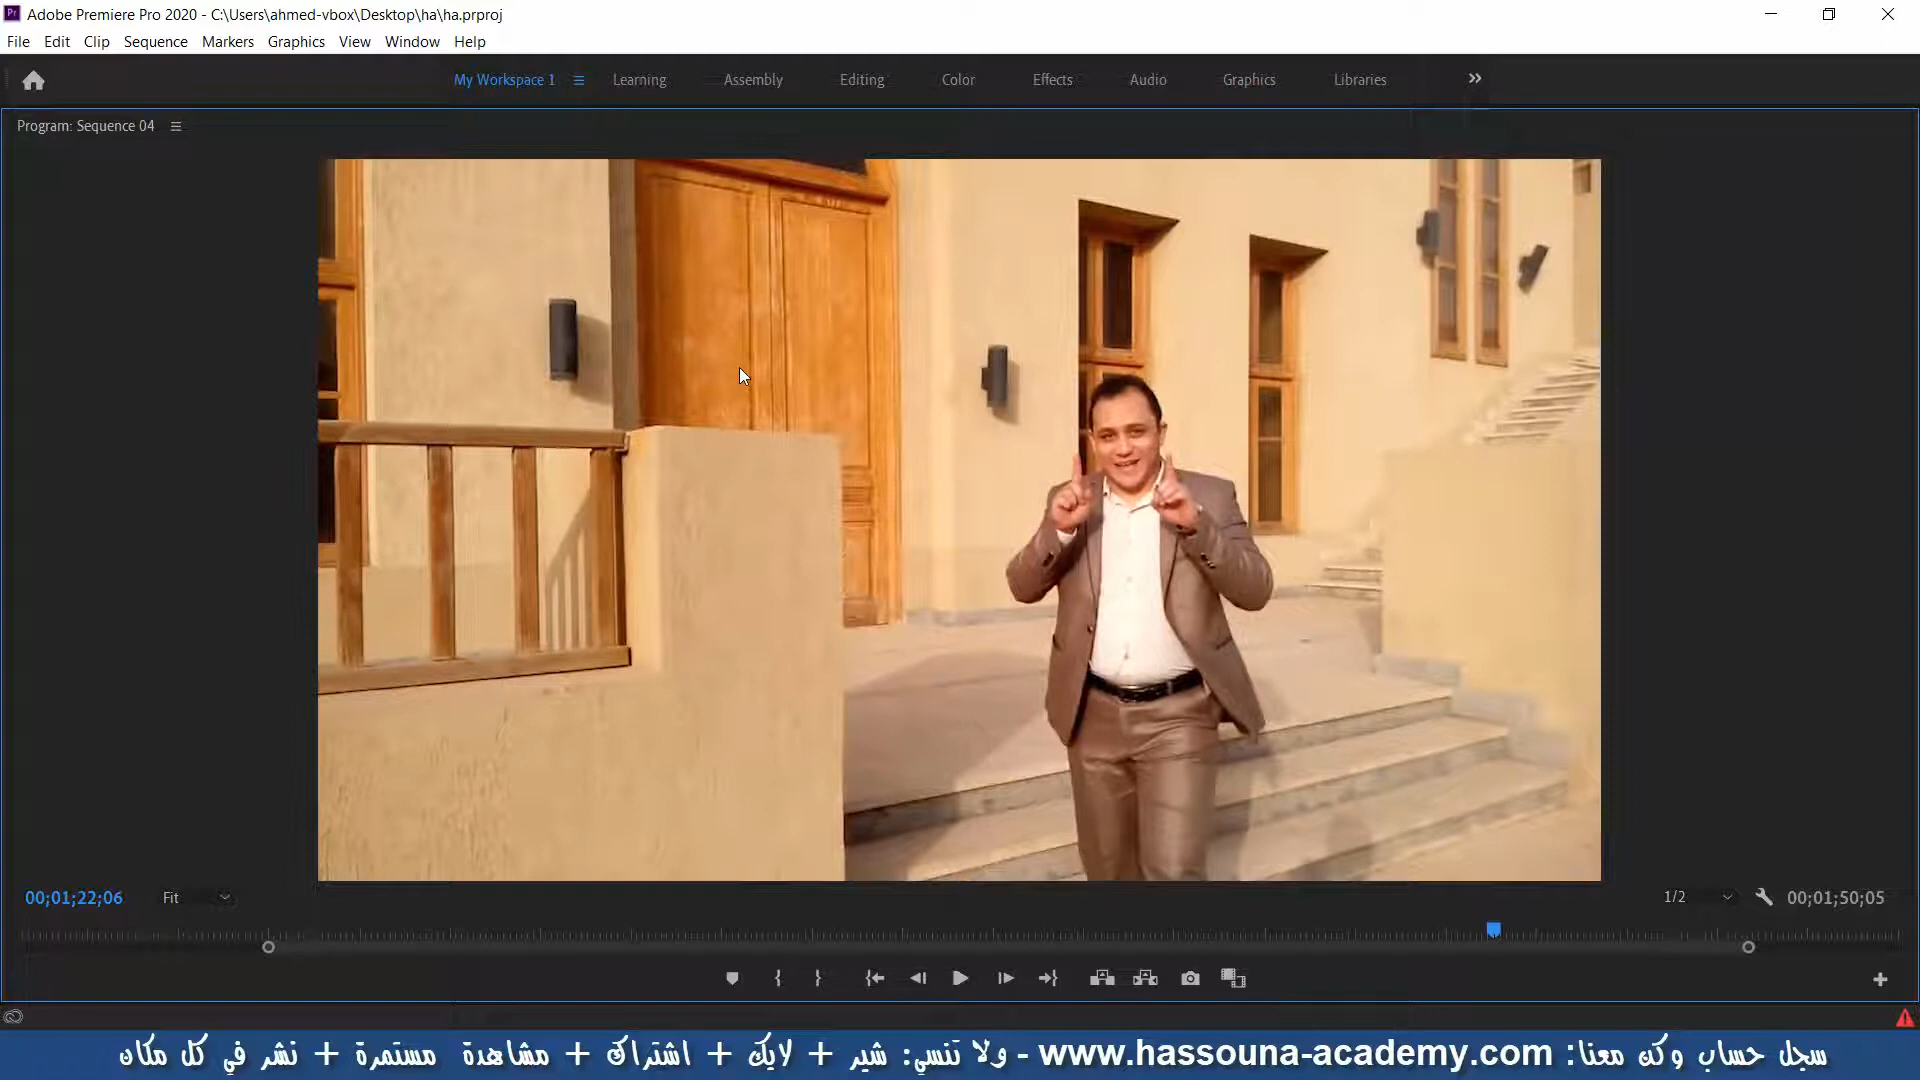 Adobe Premiere Pro 2020 - C:\Users\ahmed-vbox\Desktop\ha\ha.prproj
File Edit Clip Sequence Markers Graphics View Window Help
My Workspace 1 Learning Assembly Editing Color Effects Audio Graphics Libraries
Program: Sequence 04
00;01;22;06 Fit 1/2 00;01;50;05
سجل حساب وكن معنا: www.hassouna-academy.com - ولا تنسي: شير + لايك + اشتراك + مشاهدة مستمرة + نشر في كل مكان